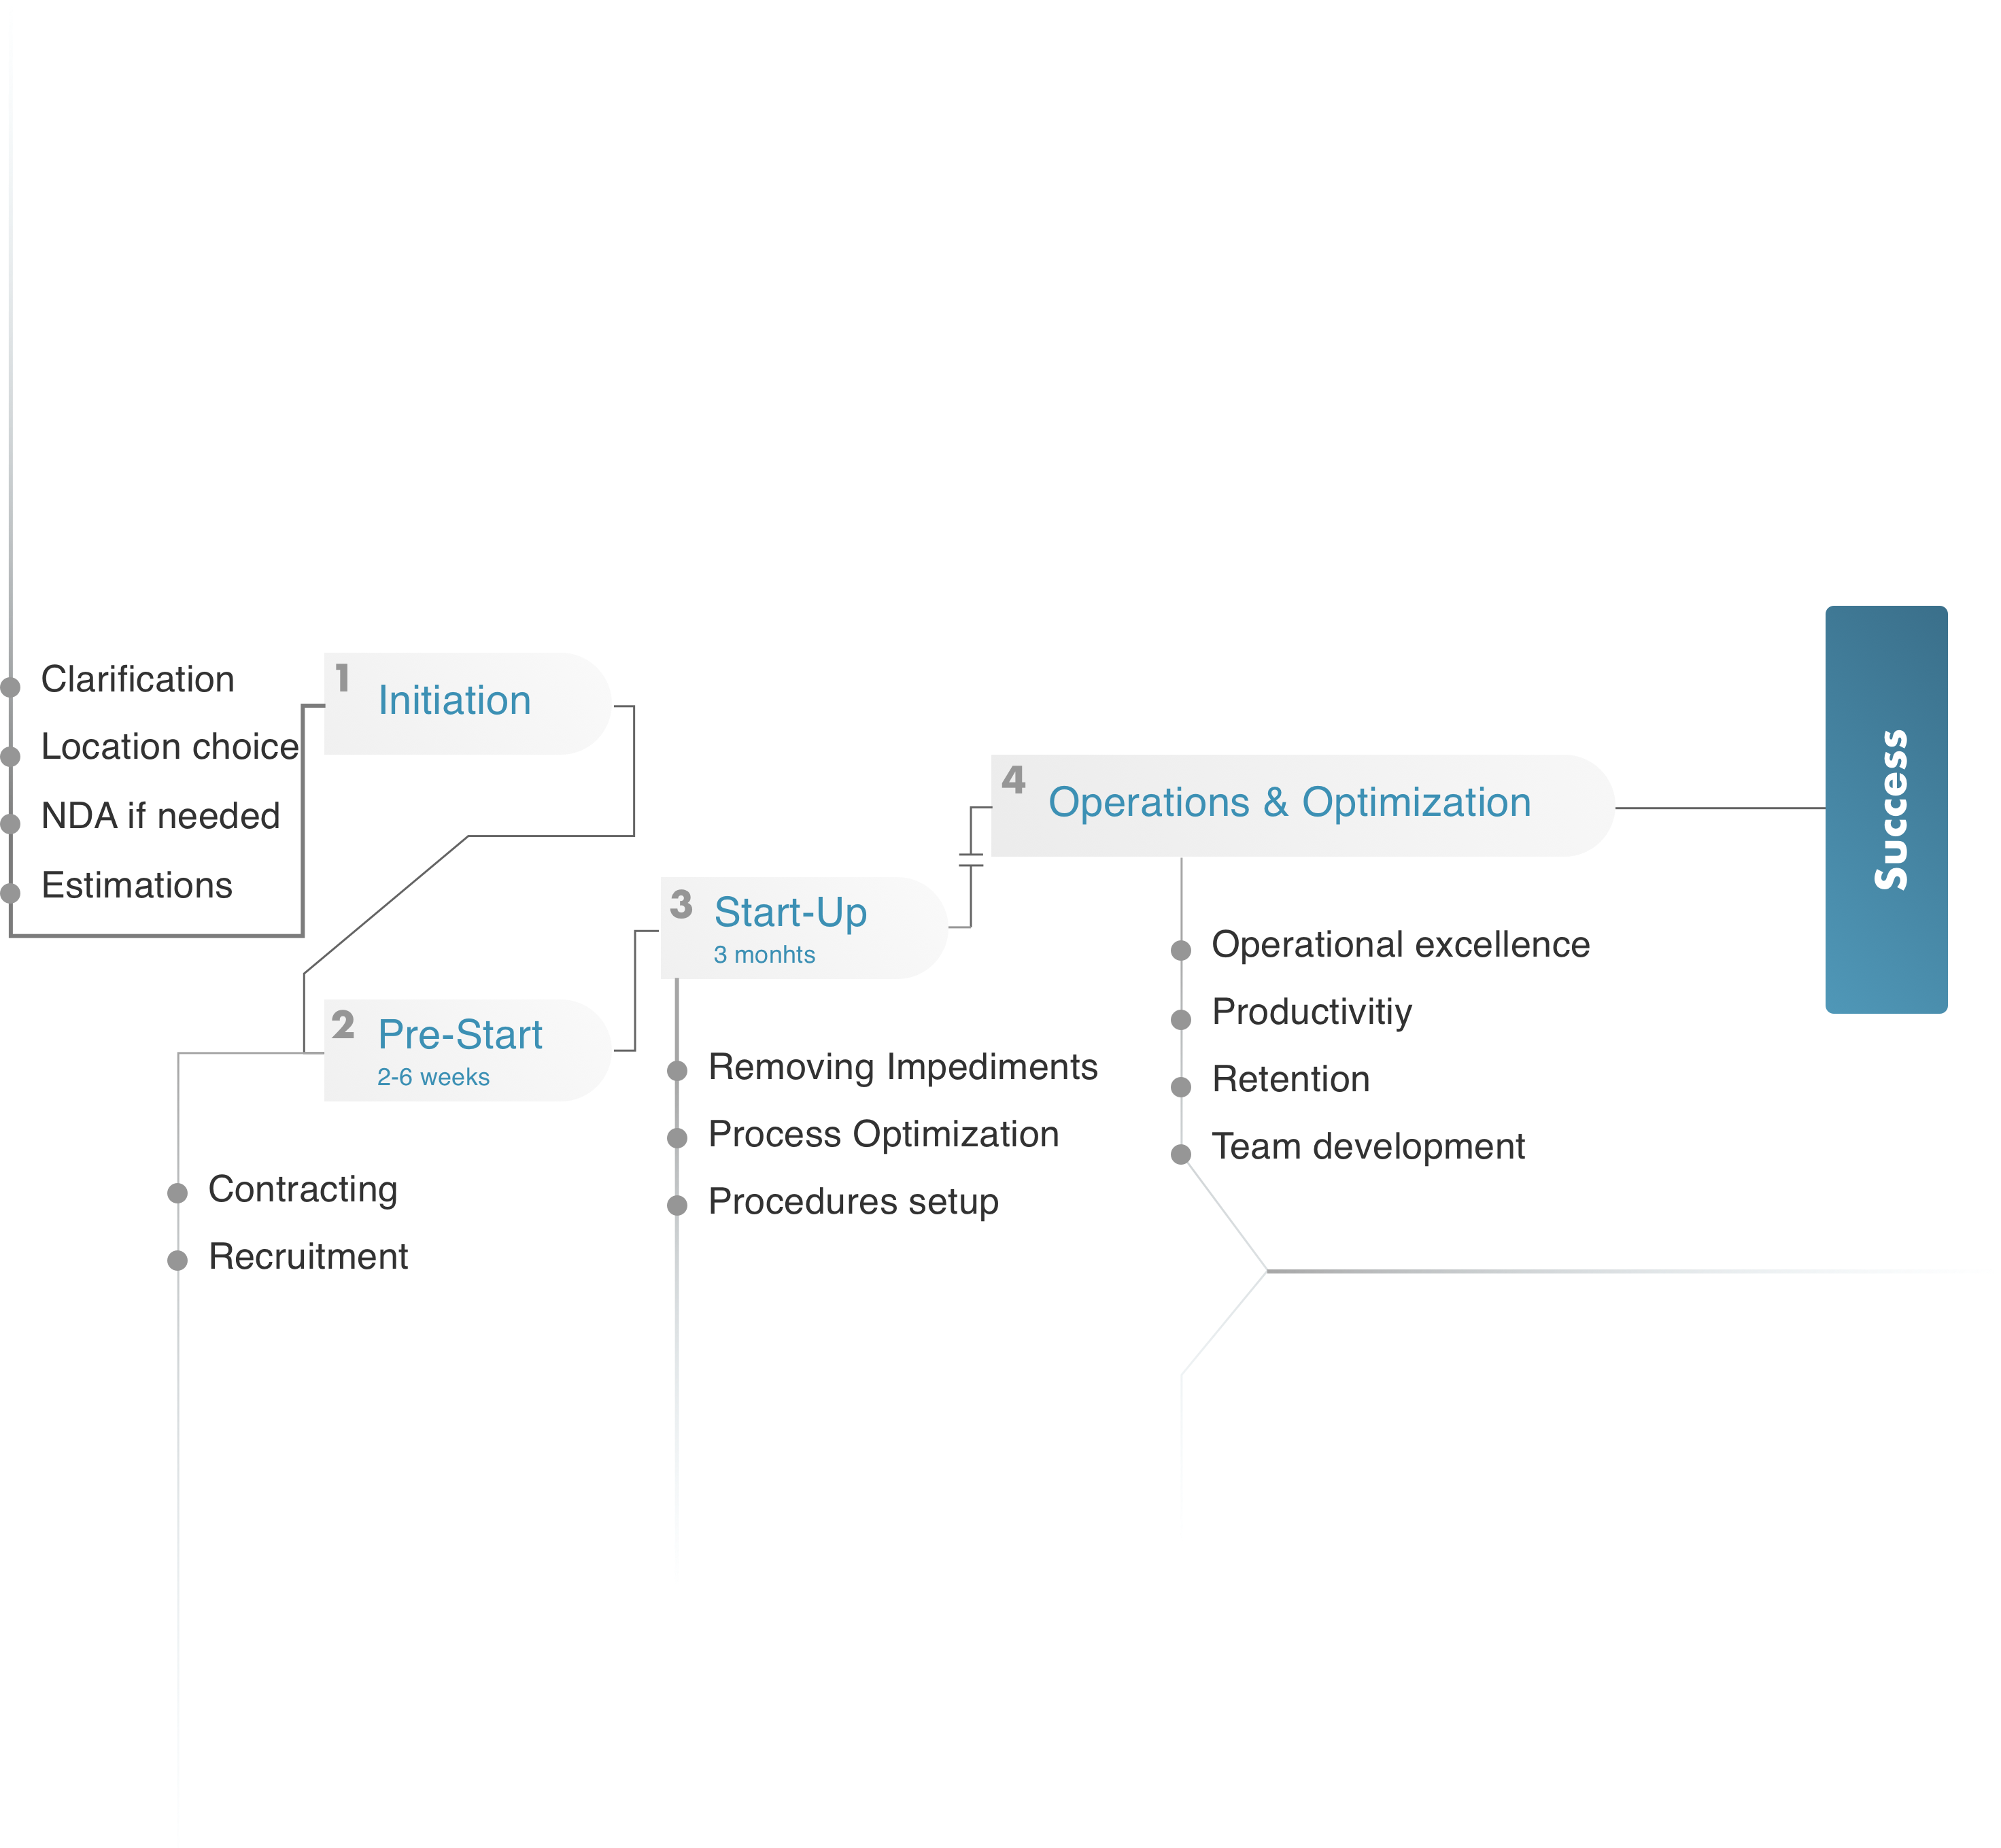 1
Initiation
Clarification
Location choice
NDA if needed
Estimations
2
Pre-Start
2-6 weeks
Contracting
Recruitment
3
Start-Up
3 monhts
Removing Impediments
Process Optimization
Procedures setup
4
Operations & Optimization
Operational excellence
Productivitiy
Retention
Team development
Success